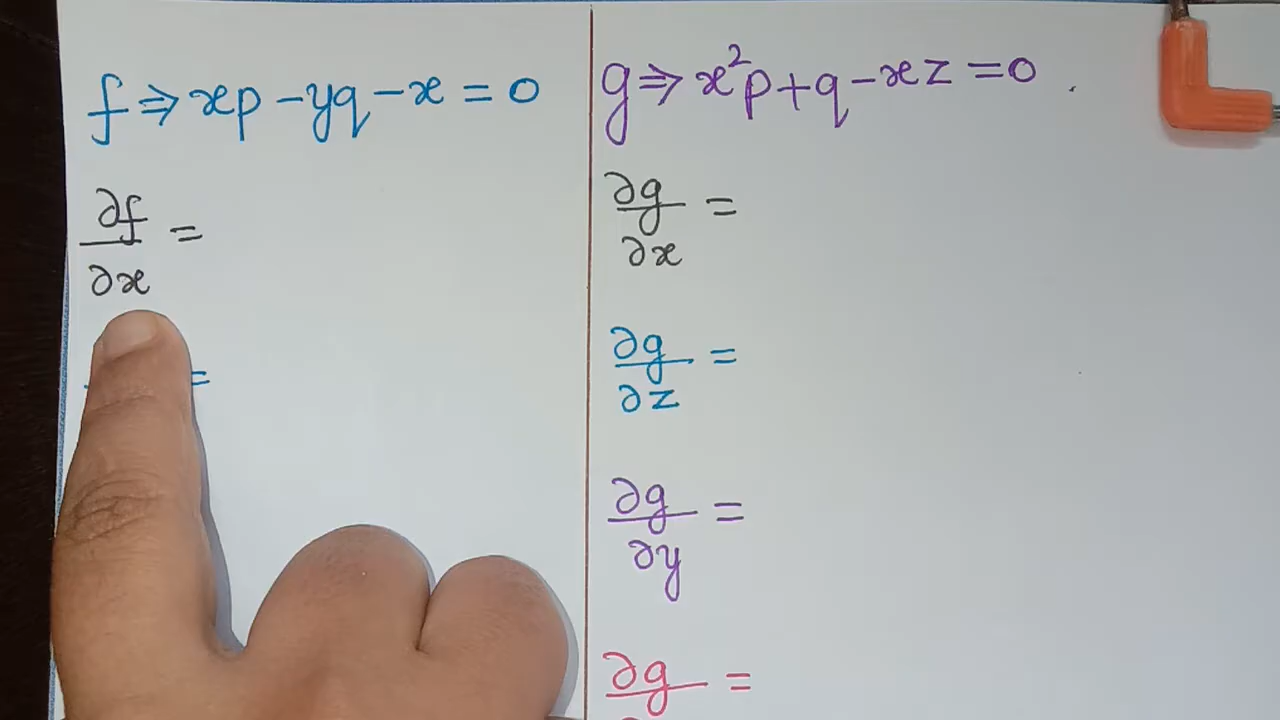 f ⇒ xp - yq - x = 0
∂f/∂x =
=
g ⇒ x²p + q - xz = 0
∂g/∂x =
∂g/∂z =
∂g/∂y =
∂g
=